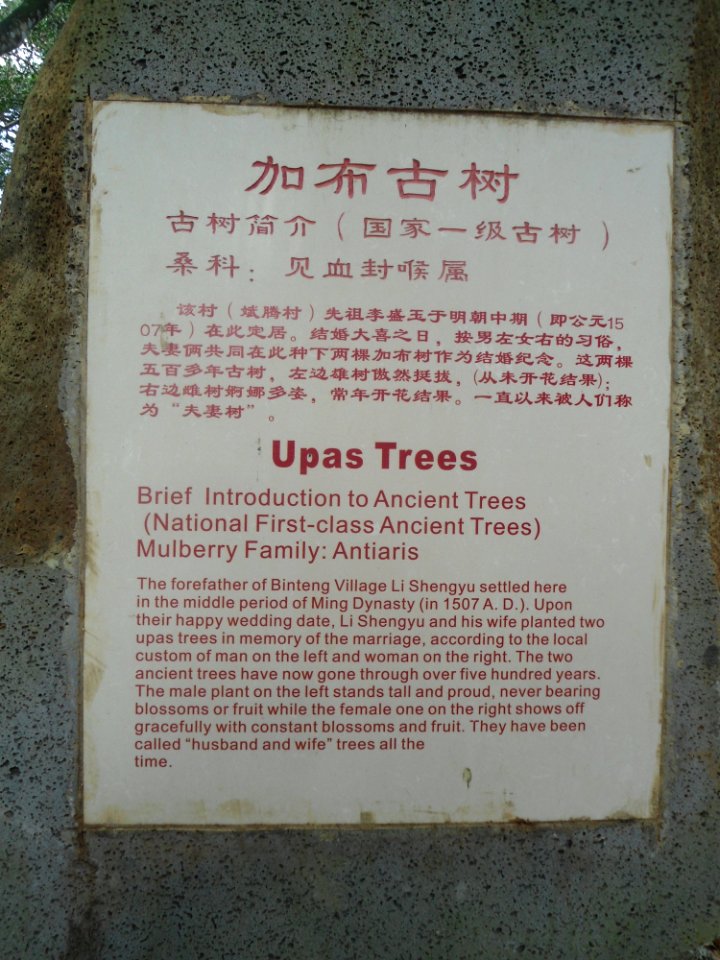 加布古树
古树简介（国家一级古树）
桑科：见血封喉属
该村（斌腾村）先祖李盛玉于明朝中期（即公元15
07年）在此定居。结婚大喜之日，按男左女右的习俗，
夫妻俩共同在此种下两棵加布树作为结婚纪念。这两棵
五百多年古树，左边雄树傲然挺拔，(从未开花结果)；
右边雌树婀娜多姿，常年开花结果。一直以来被人们称
为“夫妻树”。
Upas Trees
Brief Introduction to Ancient Trees
(National First-class Ancient Trees)
Mulberry Family: Antiaris
The forefather of Binteng Village Li Shengyu settled here
in the middle period of Ming Dynasty (in 1507 A. D.). Upon
their happy wedding date, Li Shengyu and his wife planted two
upas trees in memory of the marriage, according to the local
custom of man on the left and woman on the right. The two
ancient trees have now gone through over five hundred years.
The male plant on the left stands tall and proud, never bearing
blossoms or fruit while the female one on the right shows off
gracefully with constant blossoms and fruit. They have been
called “husband and wife” trees all the
time.